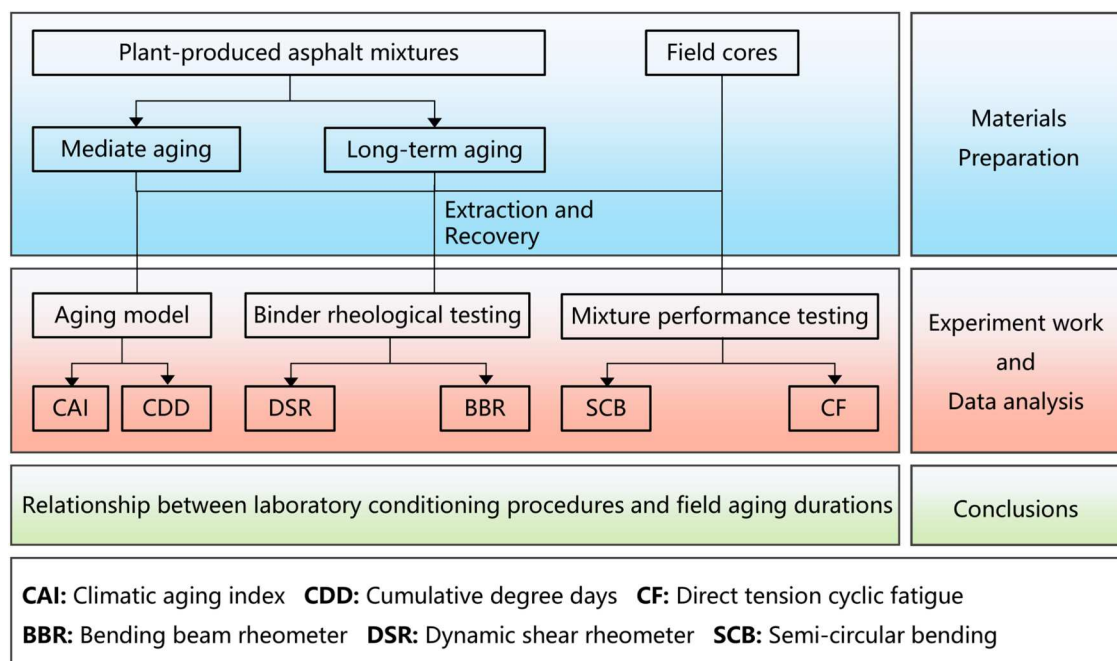 Plant-produced asphalt mixtures
Field cores
Mediate aging
Long-term aging
Extraction and
Recovery
Materials
Preparation
Aging model
Binder rheological testing
Mixture performance testing
CAI
CDD
DSR
BBR
SCB
CF
Experiment work
and
Data analysis
Relationship between laboratory conditioning procedures and field aging durations
Conclusions
CAI: Climatic aging index CDD: Cumulative degree days CF: Direct tension cyclic fatigue
BBR: Bending beam rheometer DSR: Dynamic shear rheometer SCB: Semi-circular bending